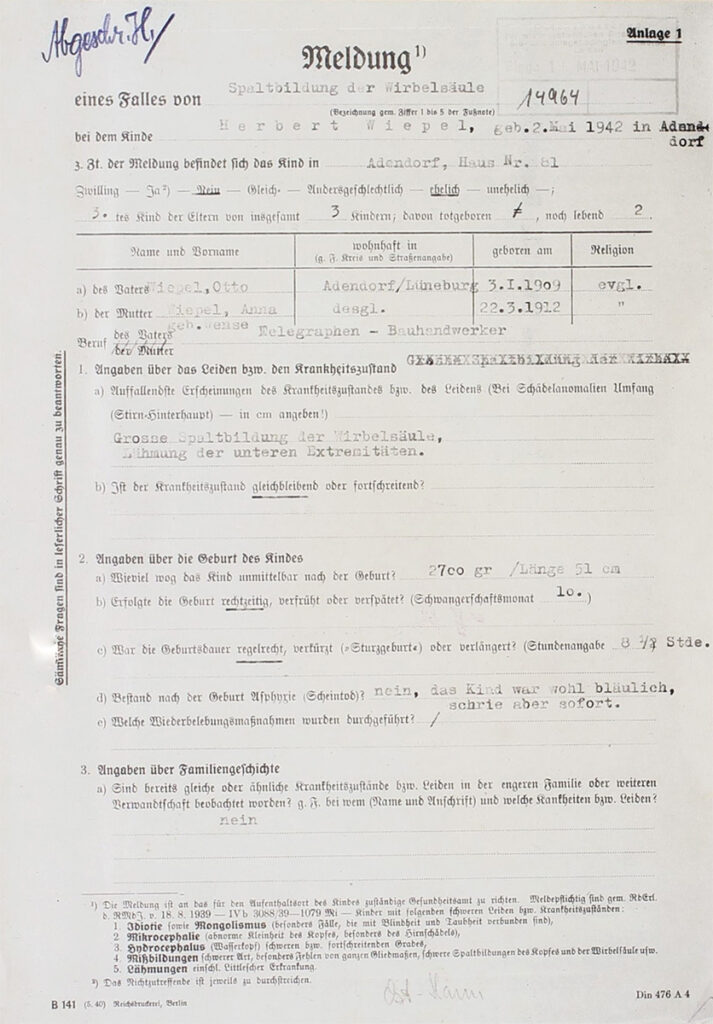 Abgeschr. H./
Anlage 1
Meldung¹)
MAI 1942
Spaltbildung der Wirbelsäule
eines Falles von
14964
(Bezeichnung gem. Ziffer 1 bis 5 der Fußnote)
bei dem Kinde Herbert Wiepel, geb.2.Mai 1942 in Adendorf
z. Zt. der Meldung befindet sich das Kind in Adendorf, Haus Nr. 81
Zwilling — Ja²) — Nein — Gleich- — Andersgeschlechtlich — ehelich — unehelich —;
3. tes Kind der Eltern von insgesamt 3 Kindern; davon totgeboren , noch lebend 2.
Name und Vorname wohnhaft in geboren am Religion
(g. F. Kreis und Straßenangabe)
a) des Vaters Wiepel,Otto Adendorf/Lüneburg 3.I.1909 evgl.
b) der Mutter Wiepel, Anna desgl. 22.3.1912 "
geb.
Beruf des Vaters Telegraphen - Bauhandwerker
der Mutter
1. Angaben über das Leiden bzw. den Krankheitszustand
a) Auffallendste Erscheinungen des Krankheitszustandes bzw. des Leidens (Bei Schädelanomalien Umfang
(Stirn-Hinterhaupt) — in cm angeben!)
Grosse Spaltbildung der Wirbelsäule,
Lähmung der unteren Extremitäten.
b) Ist der Krankheitszustand gleichbleibend oder fortschreitend?
2. Angaben über die Geburt des Kindes
a) Wieviel wog das Kind unmittelbar nach der Geburt? 2700 gr /Länge 51 cm
b) Erfolgte die Geburt rechtzeitig, verfrüht oder verspätet? (Schwangerschaftsmonat 10.)
c) War die Geburtsdauer regelrecht, verkürzt (»Sturzgeburt«) oder verlängert? (Stundenangabe 8 Stde.
d) Bestand nach der Geburt Asphyxie (Scheintod)? nein, das Kind war wohl bläulich,
schrie aber sofort.
e) Welche Wiederbelebungsmaßnahmen wurden durchgeführt? /
3. Angaben über Familiengeschichte
a) Sind bereits gleiche oder ähnliche Krankheitszustände bzw. Leiden in der engeren Familie oder weiteren
Verwandtschaft beobachtet worden? g. F. bei wem (Name und Anschrift) und welche Kankheiten bzw. Leiden?
nein
Sämtliche Fragen sind in leserlicher Schrift genau zu beantworten.
¹) Die Meldung ist an das für den Aufenthaltsort des Kindes zuständige Gesundheitsamt zu richten. Meldepflichtig sind gem. RdErl.
d. RMdJ. v. 18. 8. 1939 — IVb 3088/39—1079 Mi — Kinder mit folgenden schweren Leiden bzw. Krankheitszuständen:
1. Idiotie sowie Mongolismus (besonders Fälle, die mit Blindheit und Taubheit verbunden sind),
2. Mikrocephalie (abnorme Kleinheit des Kopfes, besonders des Hirnschädels),
3. Hydrocephalus (Wasserkopf) schweren bzw. fortschreitenden Grades,
4. Mißbildungen schwerer Art, besonders Fehlen von ganzen Gliedmaßen, schwere Spaltbildungen des Kopfes und der Wirbelsäule usw.
5. Lähmungen einschl. Littlescher Erkrankung.
²) Das Nichtzutreffende ist jeweils zu durchstreichen.
B 141 (5. 40) Reichsdruckerei, Berlin
Din 476 A 4